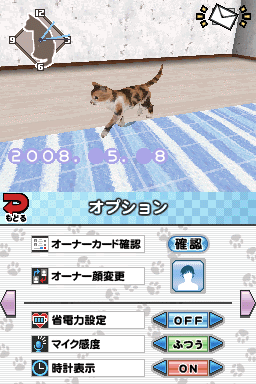 12
9 3
6
2008. 5. 8
もどる
オプション
オーナーカード確認 確認
オーナー顔変更
省電力設定 OFF
マイク感度 ふつう
時計表示 ON